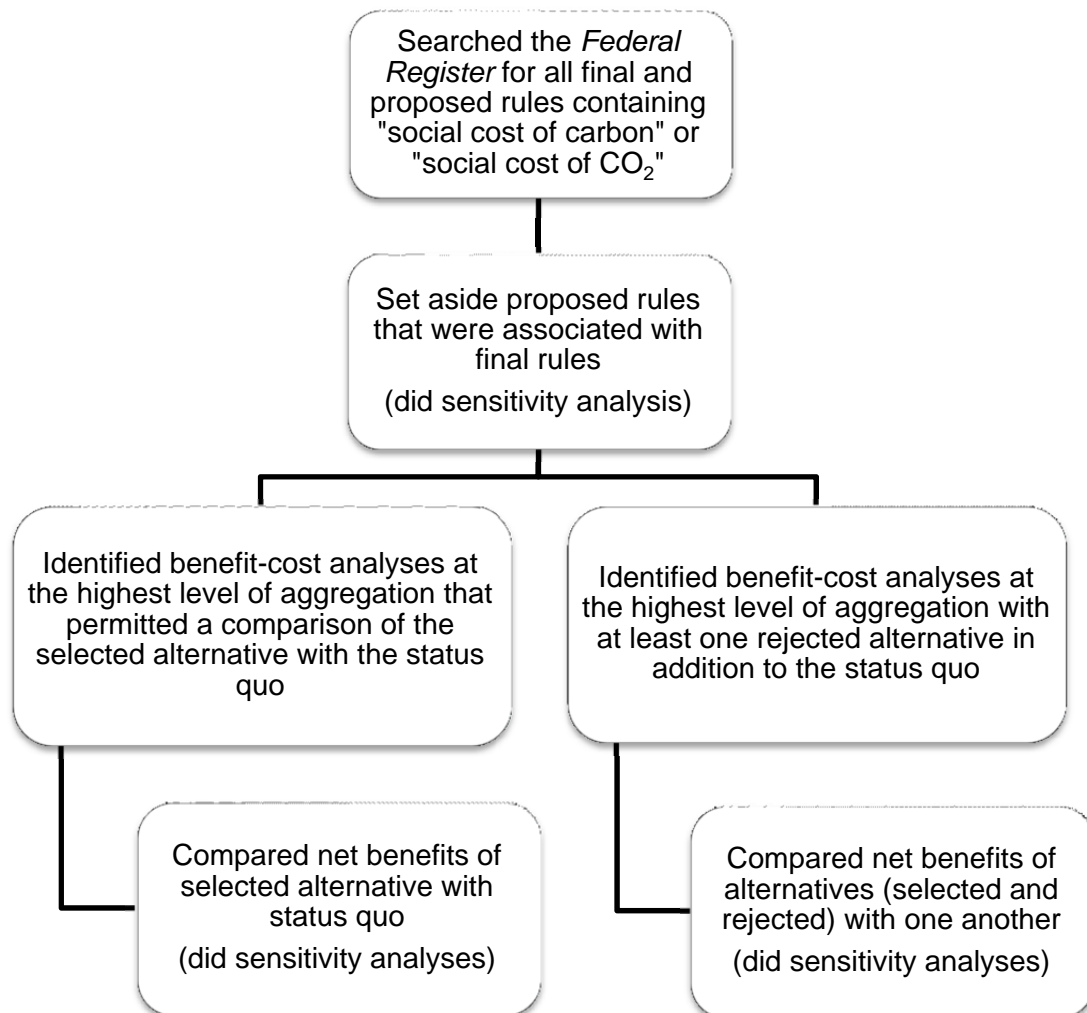 Searched the Federal
Register for all final and
proposed rules containing
"social cost of carbon" or
"social cost of CO₂"
Set aside proposed rules
that were associated with
final rules
(did sensitivity analysis)
Identified benefit-cost analyses at
the highest level of aggregation that
permitted a comparison of the
selected alternative with the status
quo
Identified benefit-cost analyses at
the highest level of aggregation with
at least one rejected alternative in
addition to the status quo
Compared net benefits of
selected alternative with
status quo
(did sensitivity analyses)
Compared net benefits of
alternatives (selected and
rejected) with one another
(did sensitivity analyses)